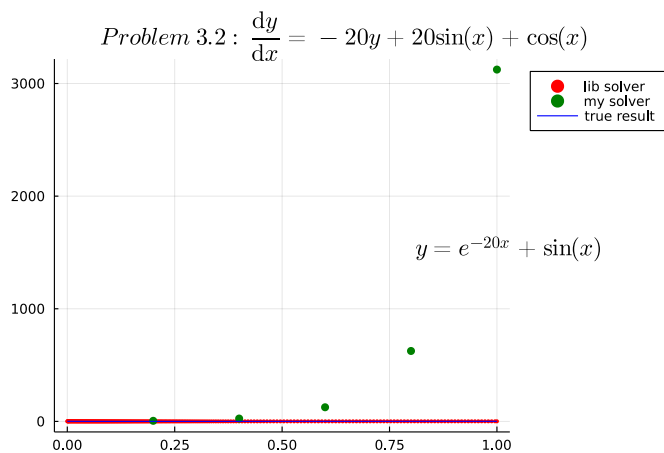 Problem 3.2: dy/dx = −20y + 20sin(x) + cos(x)
3000
lib solver
my solver
true result
2000
y = e^{−20x} + sin(x)
1000
0
0.00 0.25 0.50 0.75 1.00